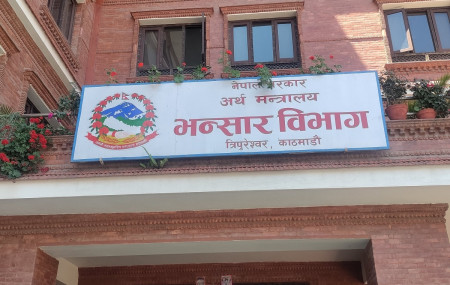 नेपाल सरकार
अर्थ मन्त्रालय
भन्सार विभाग
त्रिपुरेश्वर, काठमाडौं